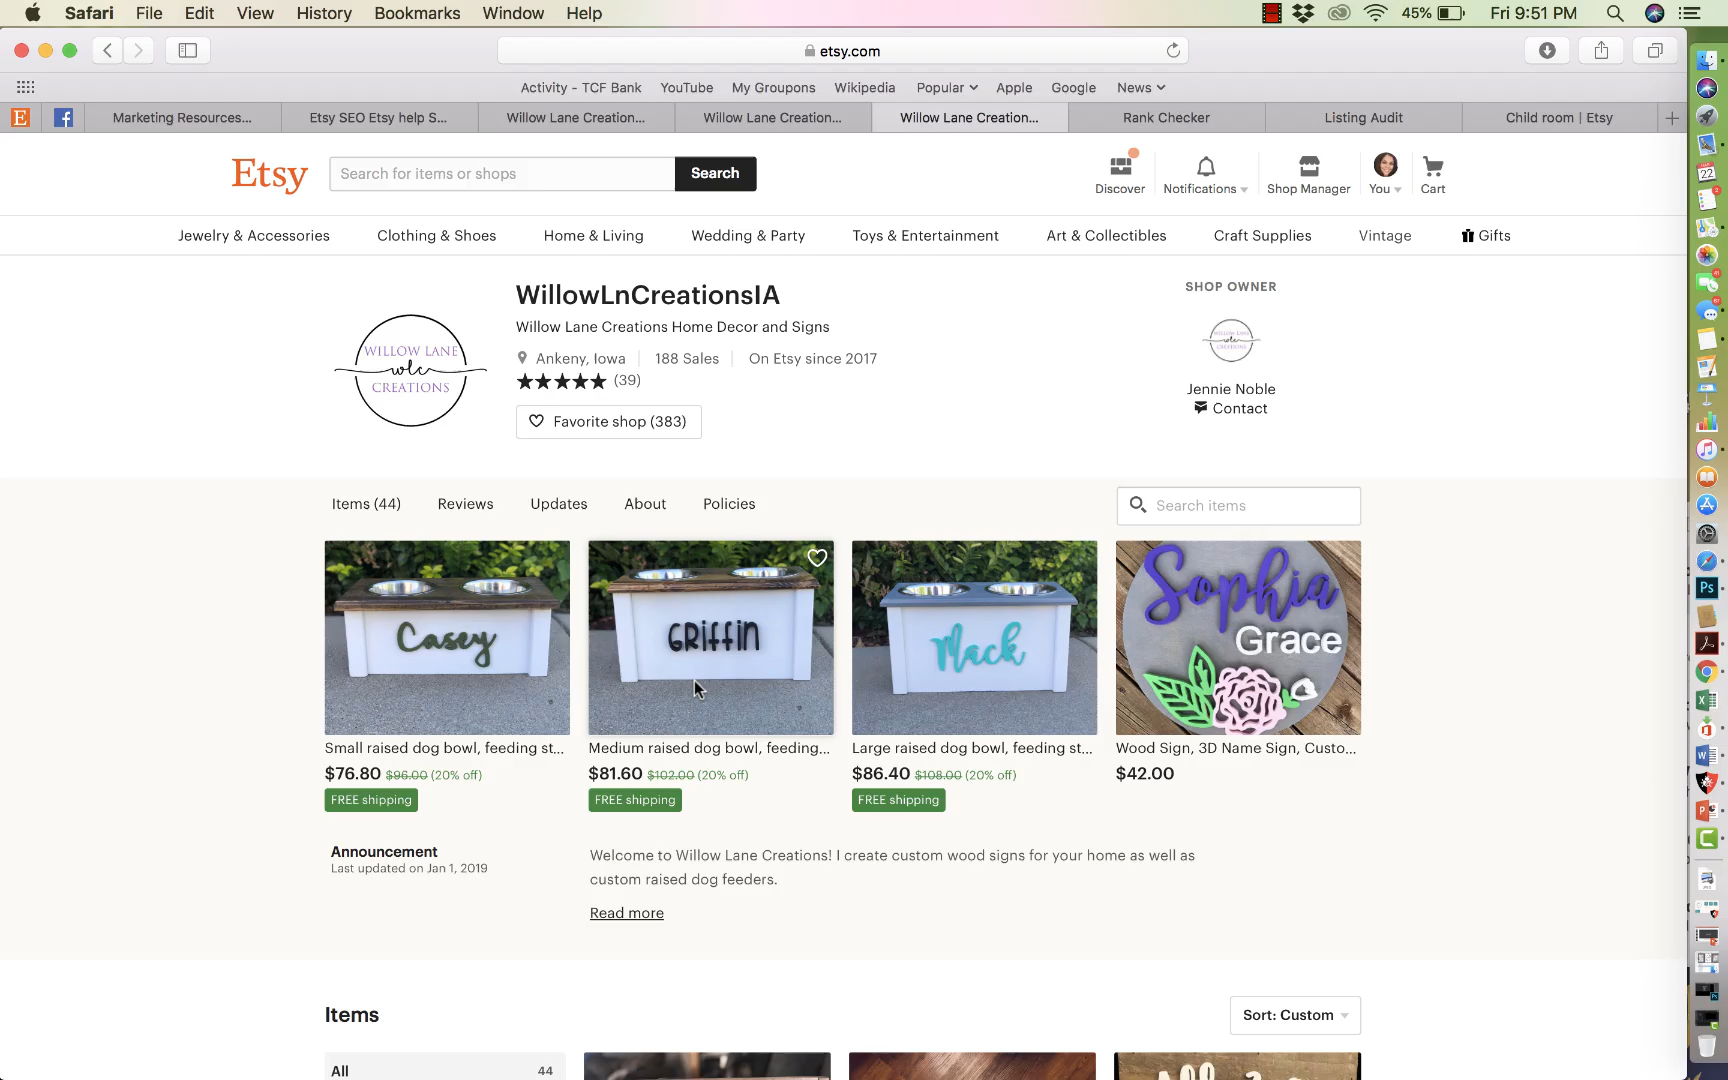 Safari File Edit View History Bookmarks Window Help 45% Fri 9:51 PM
etsy.com
Activity - TCF Bank YouTube My Groupons Wikipedia Popular Apple Google News
E Marketing Resources... Etsy SEO Etsy help S... Willow Lane Creation... Willow Lane Creation... Willow Lane Creation... Rank Checker Listing Audit Child room | Etsy
Etsy Search for items or shops Search
Discover Notifications Shop Manager You Cart
Jewelry & Accessories Clothing & Shoes Home & Living Wedding & Party Toys & Entertainment Art & Collectibles Craft Supplies Vintage Gifts
WILLOW LANE
wlc
CREATIONS
WillowLnCreationsIA
Willow Lane Creations Home Decor and Signs
Ankeny, Iowa 188 Sales On Etsy since 2017
(39)
Favorite shop (383)
SHOP OWNER
WILLOW LANE
CREATIONS
Jennie Noble
Contact
Items (44) Reviews Updates About Policies
Search items
Casey
GRIFFIN
Mack
Sophia
Grace
Small raised dog bowl, feeding st...
$76.80 $96.00 (20% off)
FREE shipping
Medium raised dog bowl, feeding...
$81.60 $102.00 (20% off)
FREE shipping
Large raised dog bowl, feeding st...
$86.40 $108.00 (20% off)
FREE shipping
Wood Sign, 3D Name Sign, Custo...
$42.00
Announcement
Last updated on Jan 1, 2019
Welcome to Willow Lane Creations! I create custom wood signs for your home as well as
custom raised dog feeders.
Read more
Items
Sort: Custom
All 44
22
Ps